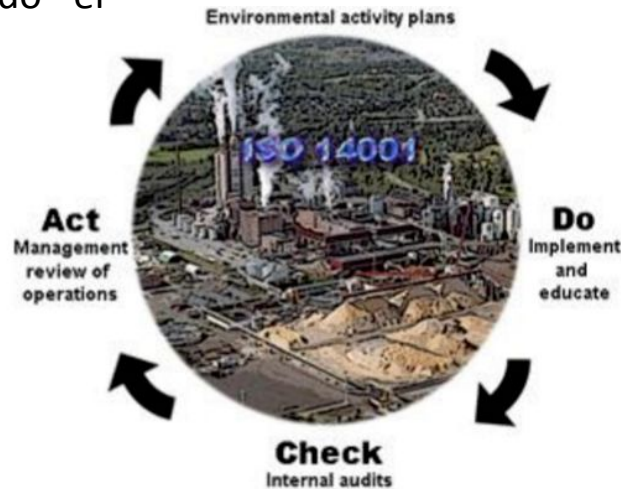 Environmental activity plans
ISO 14001
Act
Management
review of
operations
Do
Implement
and
educate
Check
Internal audits